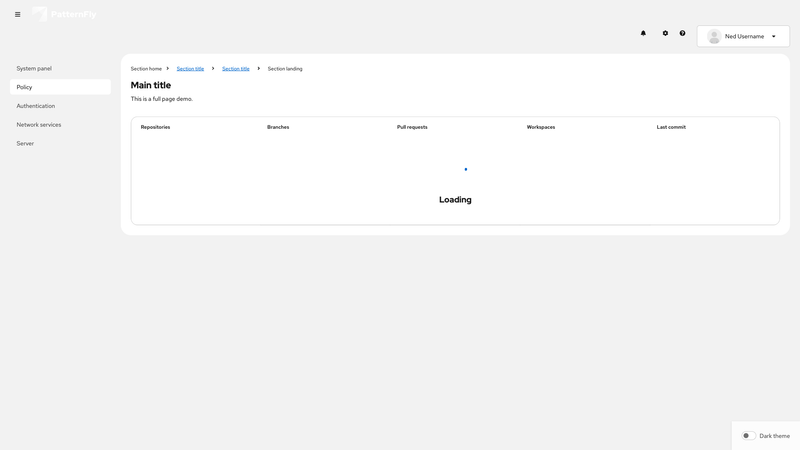 PatternFly
Ned Username
System panel
Policy
Authentication
Network services
Server
Section home Section title Section title Section landing
Main title
This is a full page demo.
Repositories Branches Pull requests Workspaces Last commit
Loading
Dark theme